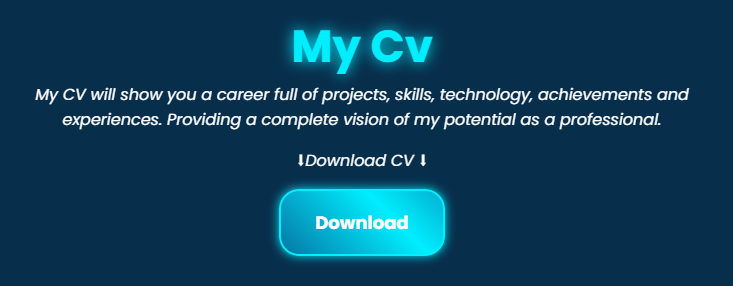 My Cv
My CV will show you a career full of projects, skills, technology, achievements and
experiences. Providing a complete vision of my potential as a professional.
⬇Download CV ⬇
Download